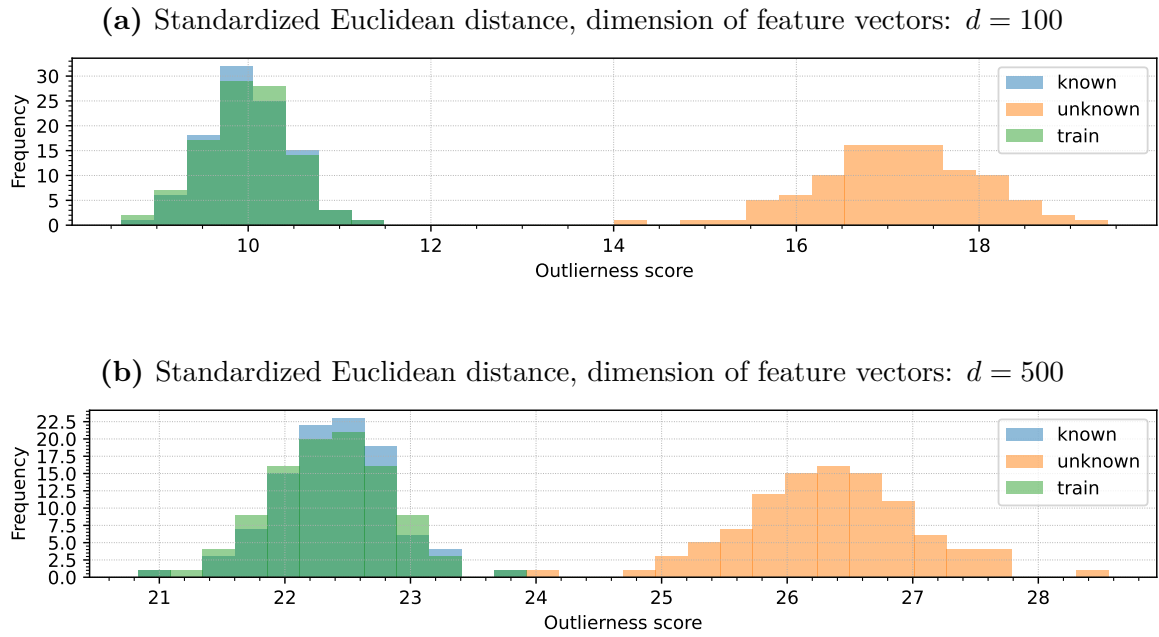 (a) Standardized Euclidean distance, dimension of feature vectors: d = 100
30
25
20
15
10
5
0
Frequency
known
unknown
train
10 12 14 16 18
Outlierness score
(b) Standardized Euclidean distance, dimension of feature vectors: d = 500
22.5
20.0
17.5
15.0
12.5
10.0
7.5
5.0
2.5
0.0
Frequency
known
unknown
train
21 22 23 24 25 26 27 28
Outlierness score